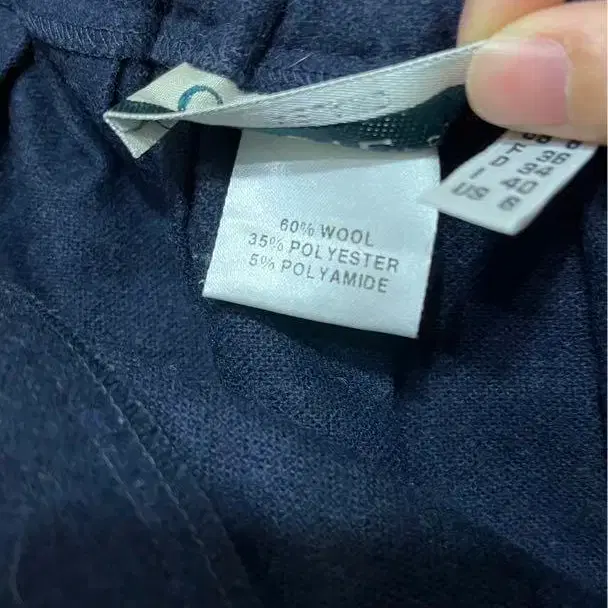 60% WOOL
35% POLYESTER
5% POLYAMIDE
F 36
D 34
I 40
US 6